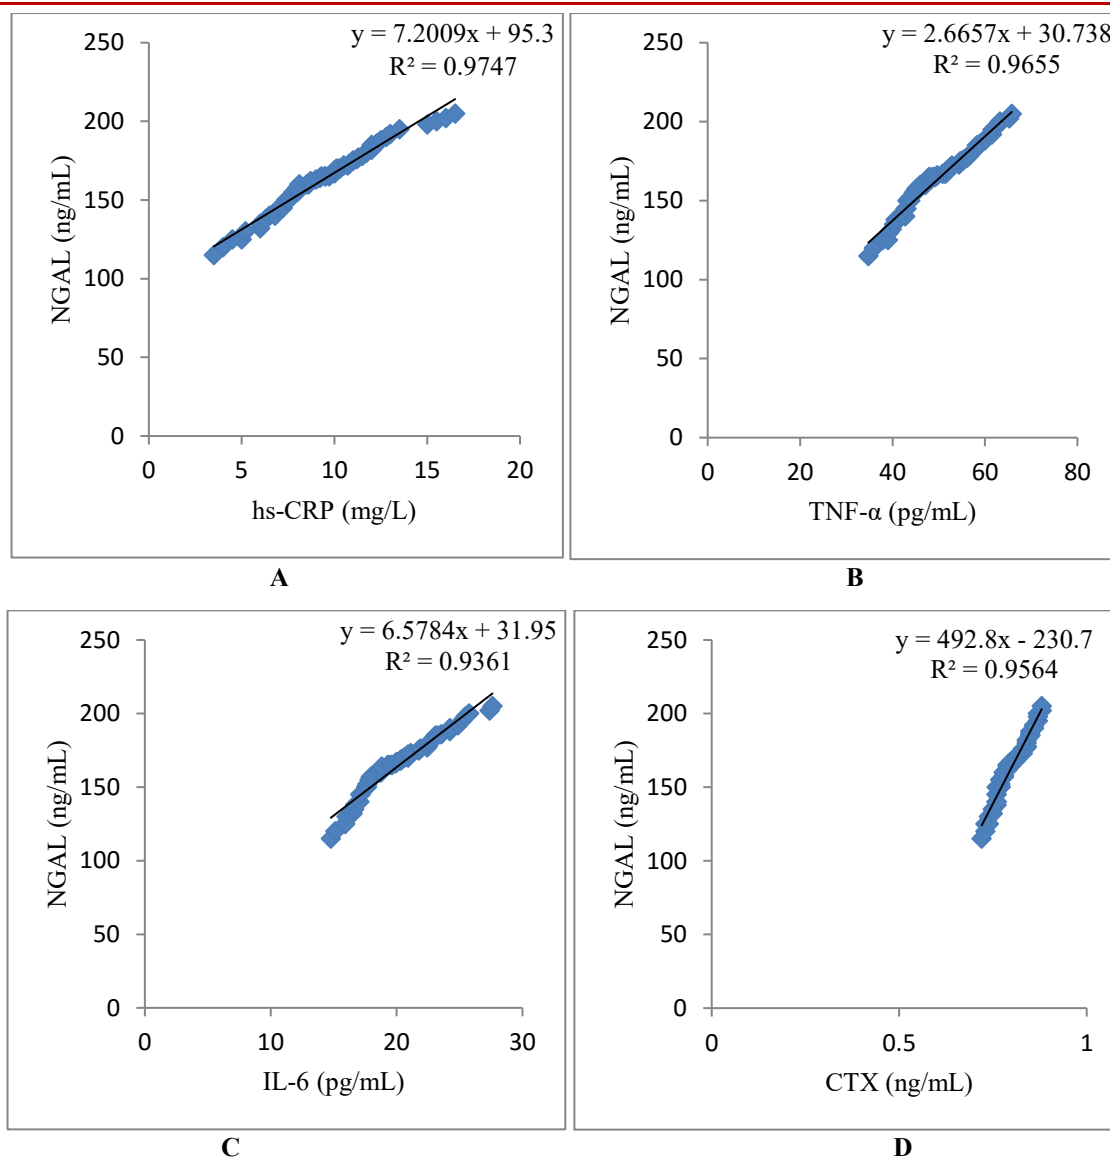 y = 7.2009x + 95.3
R² = 0.9747
250
200
150
100
50
0
NGAL (ng/mL)
0 5 10 15 20
hs-CRP (mg/L)
A
y = 2.6657x + 30.738
R² = 0.9655
250
200
150
100
50
0
NGAL (ng/mL)
0 20 40 60 80
TNF-α (pg/mL)
B
y = 6.5784x + 31.95
R² = 0.9361
250
200
150
100
50
0
NGAL (ng/mL)
0 10 20 30
IL-6 (pg/mL)
C
y = 492.8x - 230.7
R² = 0.9564
250
200
150
100
50
0
NGAL (ng/mL)
0 0.5 1
CTX (ng/mL)
D